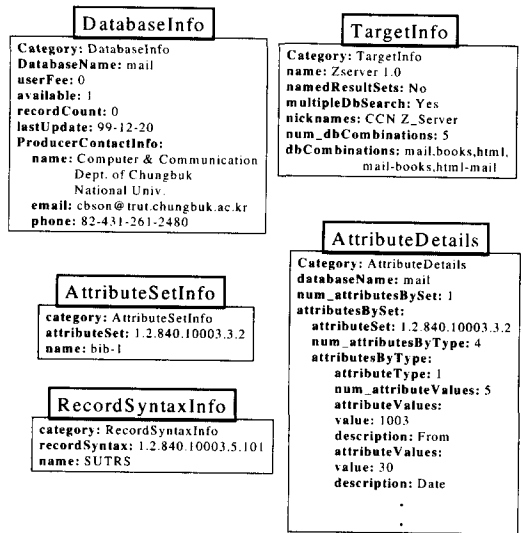 DatabaseInfo
Category: DatabaseInfo
DatabaseName: mail
userFee: 0
available: 1
recordCount: 0
lastUpdate: 99-12-20
ProducerContactInfo:
name: Computer & Communication
Dept. of Chungbuk
National Univ.
email: cbson@trut.chungbuk.ac.kr
phone: 82-431-261-2480
TargetInfo
Category: TargetInfo
name: Zserver 1.0
namedResultSets: No
multipleDbSearch: Yes
nicknames: CCN Z_Server
num_dbCombinations: 5
dbCombinations: mail,books,html,
mail-books,html-mail
AttributeSetInfo
category: AttributeSetInfo
attributeSet: 1.2.840.10003.3.2
name: bib-1
RecordSyntaxInfo
category: RecordSyntaxInfo
recordSyntax: 1.2.840.10003.5.101
name: SUTRS
AttributeDetails
Category: AttributeDetails
databaseName: mail
num_attributesBySet: 1
attributesBySet:
attributeSet: 1.2.840.10003.3.2
num_attributesByType: 4
attributesByType:
attributeType: 1
num_attributeValues: 5
attributeValues:
value: 1003
description: From
attributeValues:
value: 30
description: Date
.
.